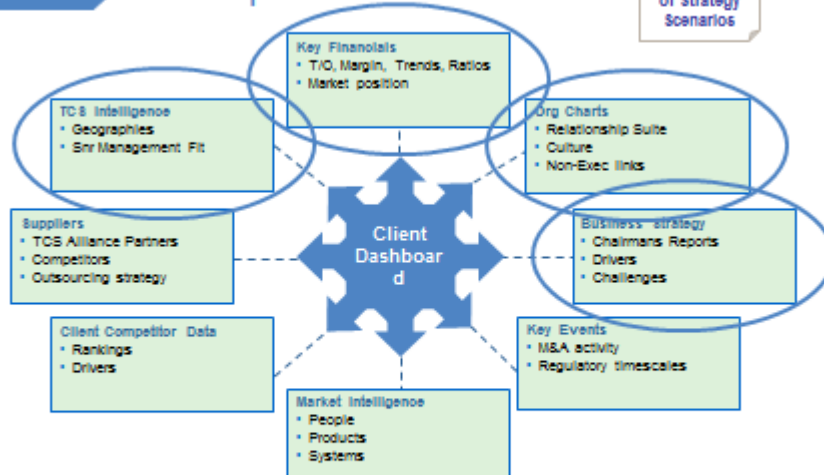 of Strategy
Scenarios
Key Financials
T/O, Margin, Trends, Ratios
Market position
TCS Intelligence
Geographies
Snr Management Fit
Org Charts
Relationship Suite
Culture
Non-Exec links
Suppliers
TCS Alliance Partners
Competitors
Outsourcing strategy
Client
Dashboar
d
Business Strategy
Chairmans Reports
Drivers
Challenges
Client Competitor Data
Rankings
Drivers
Key Events
M&A activity
Regulatory timescales
Market Intelligence
People
Products
Systems